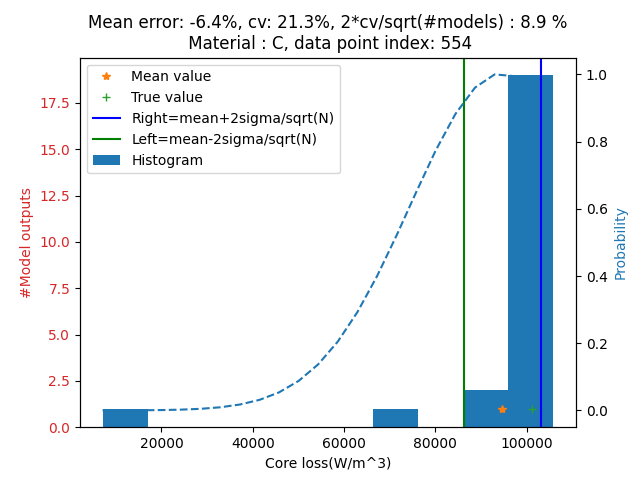 Mean error: -6.4%, cv: 21.3%, 2*cv/sqrt(#models) : 8.9 %
Material : C, data point index: 554
Mean value
True value
Right=mean+2sigma/sqrt(N)
Left=mean-2sigma/sqrt(N)
Histogram
17.5
15.0
12.5
10.0
7.5
5.0
2.5
0.0
#Model outputs
1.0
0.8
0.6
0.4
0.2
0.0
Probability
20000 40000 60000 80000 100000
Core loss(W/m^3)